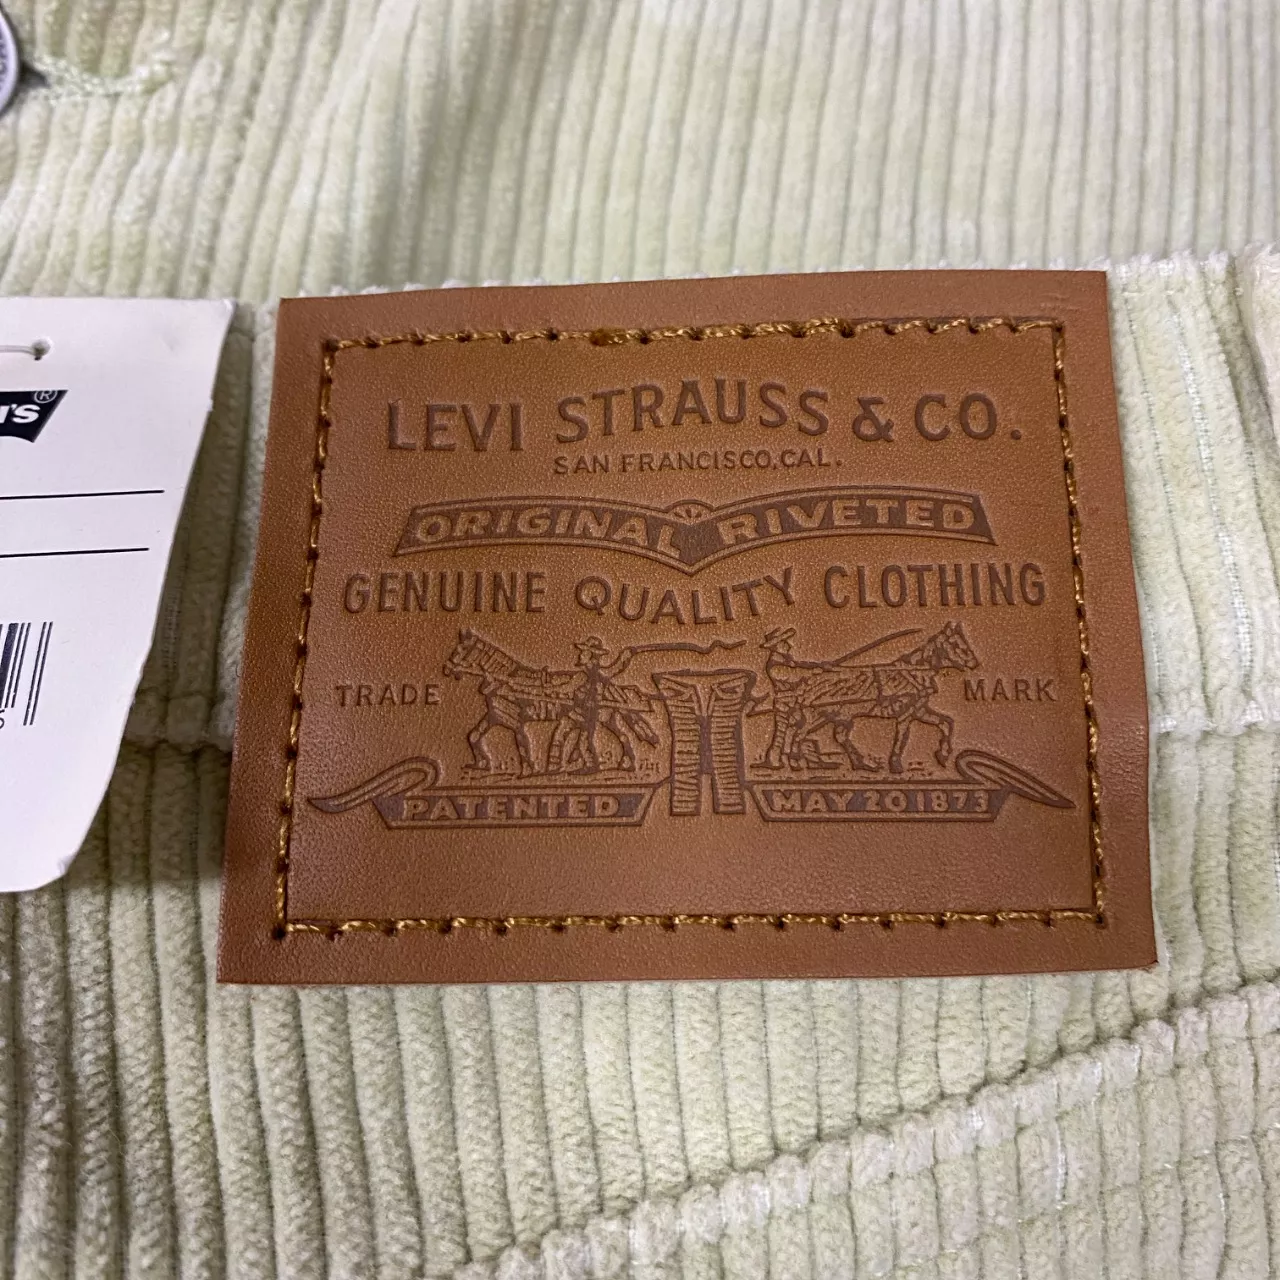 LEVI STRAUSS & CO.
SAN FRANCISCO, CAL.
ORIGINAL RIVETED
GENUINE QUALITY CLOTHING
TRADE MARK
PATENTED MAY 20 1873
I'S®